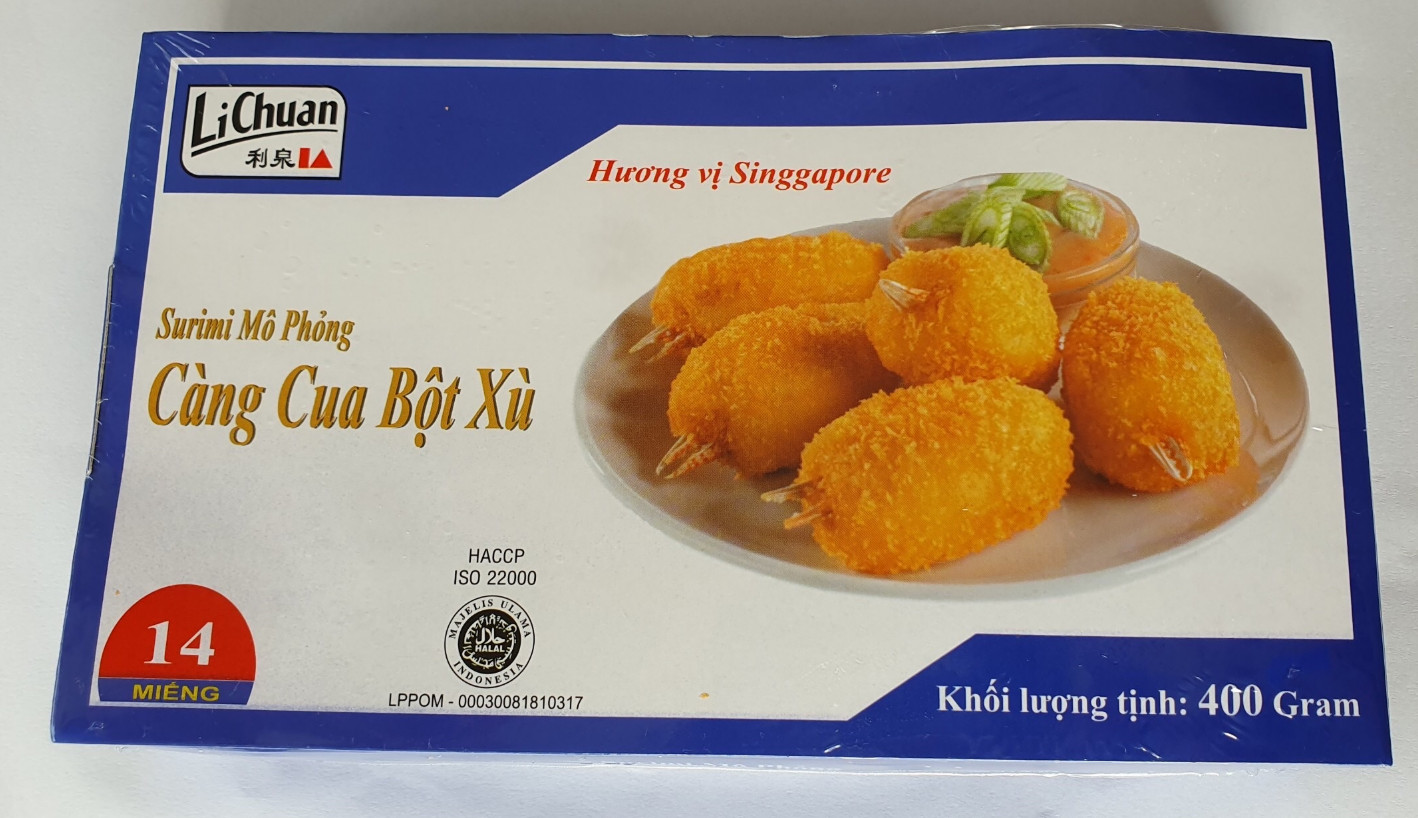 LiChuan
利泉
Hương vị Singgapore
Surimi Mô Phỏng
Càng Cua Bột Xù
HACCP
ISO 22000
MAJELIS ULAMA
حلال
HALAL
INDONESIA
LPPOM - 00030081810317
14
MIẾNG
Khối lượng tịnh: 400 Gram